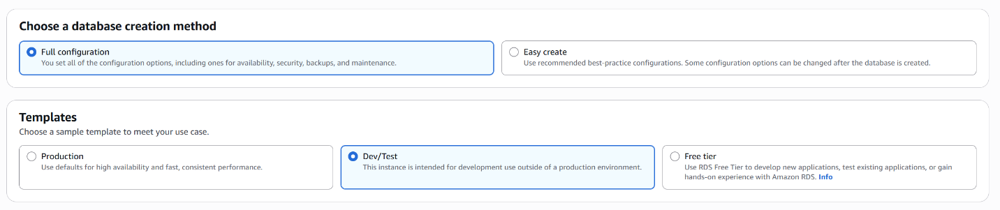 Choose a database creation method
Full configuration
You set all of the configuration options, including ones for availability, security, backups, and maintenance.
Easy create
Use recommended best-practice configurations. Some configuration options can be changed after the database is created.
Templates
Choose a sample template to meet your use case.
Production
Use defaults for high availability and fast, consistent performance.
Dev/Test
This instance is intended for development use outside of a production environment.
Free tier
Use RDS Free Tier to develop new applications, test existing applications, or gain
hands-on experience with Amazon RDS. Info